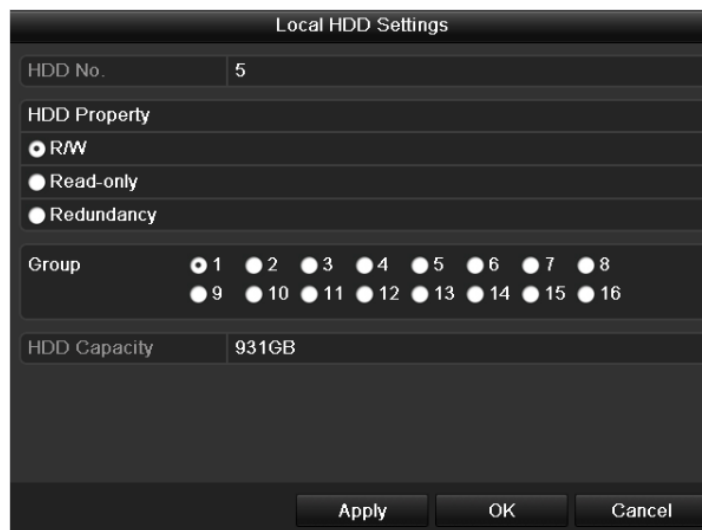 Local HDD Settings
HDD No. 5
HDD Property
R/W
Read-only
Redundancy
Group 1 2 3 4 5 6 7 8
9 10 11 12 13 14 15 16
HDD Capacity 931GB
Apply OK Cancel